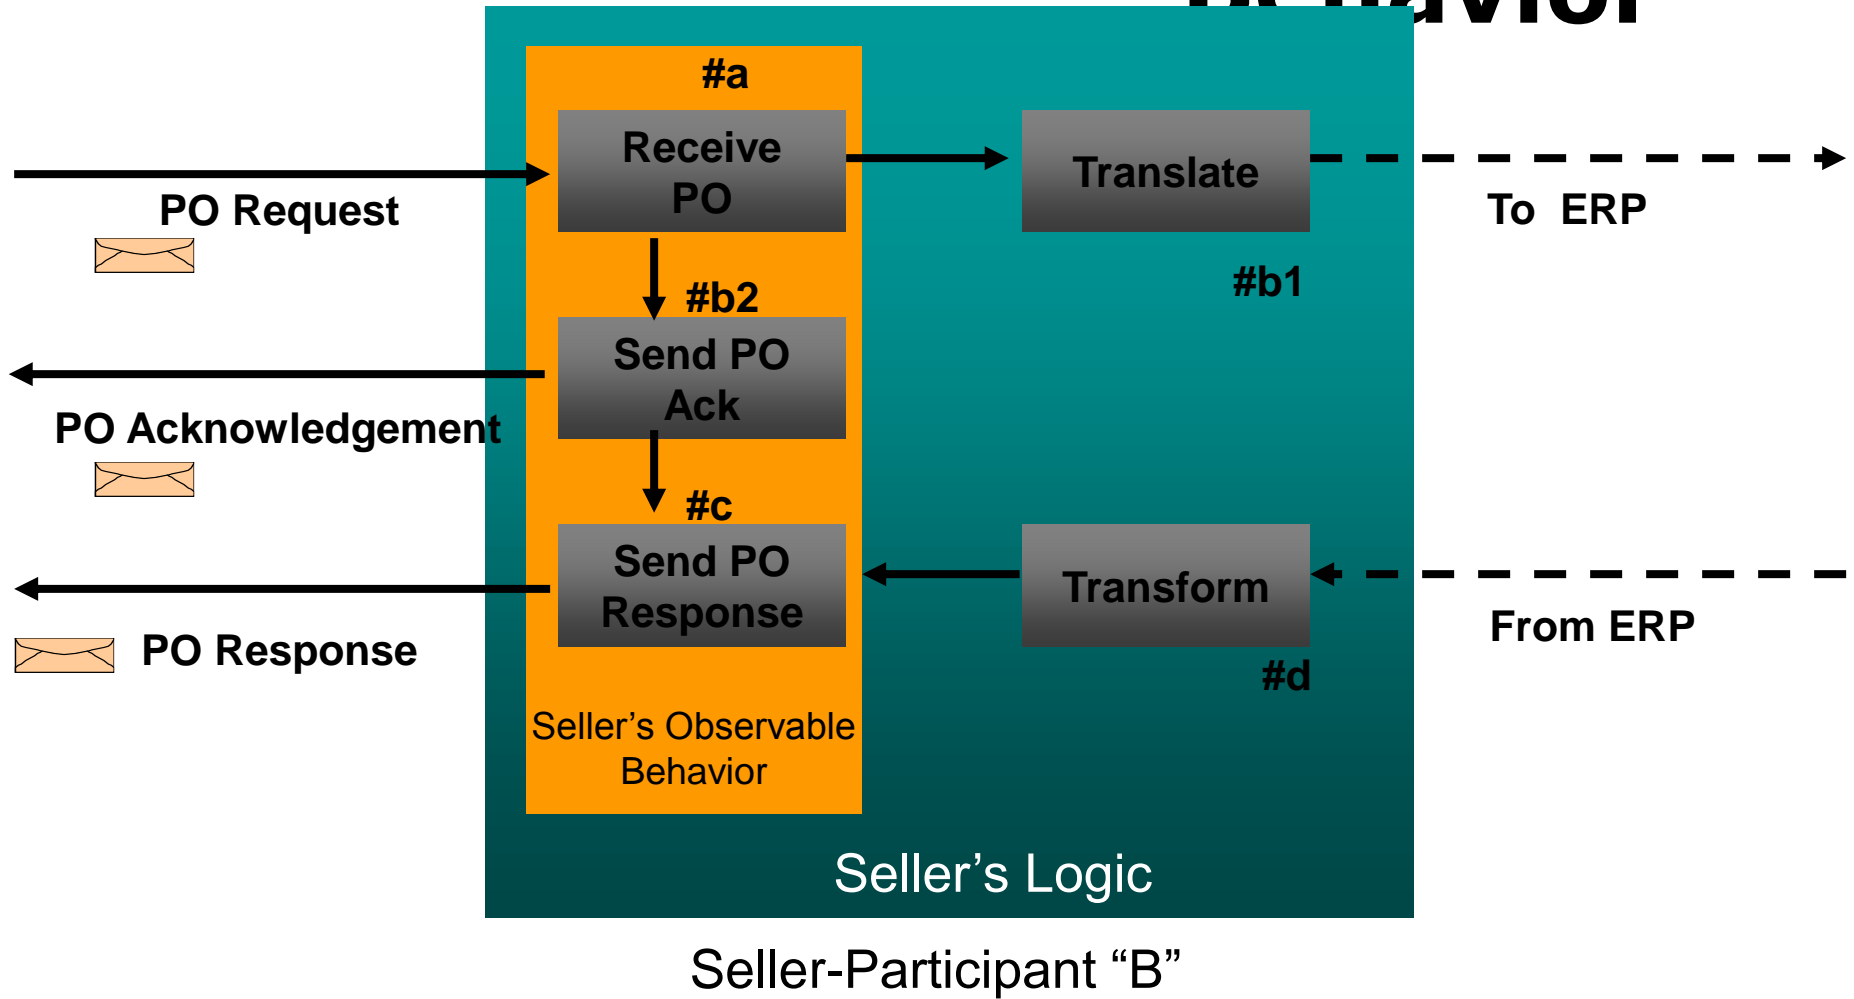 #a
Receive
PO
Translate
PO Request
To ERP
#b1
#b2
Send PO
Ack
PO Acknowledgement
#c
Send PO
Response
Transform
From ERP
PO Response
#d
Seller’s Observable
Behavior
Seller’s Logic
Seller-Participant “B”